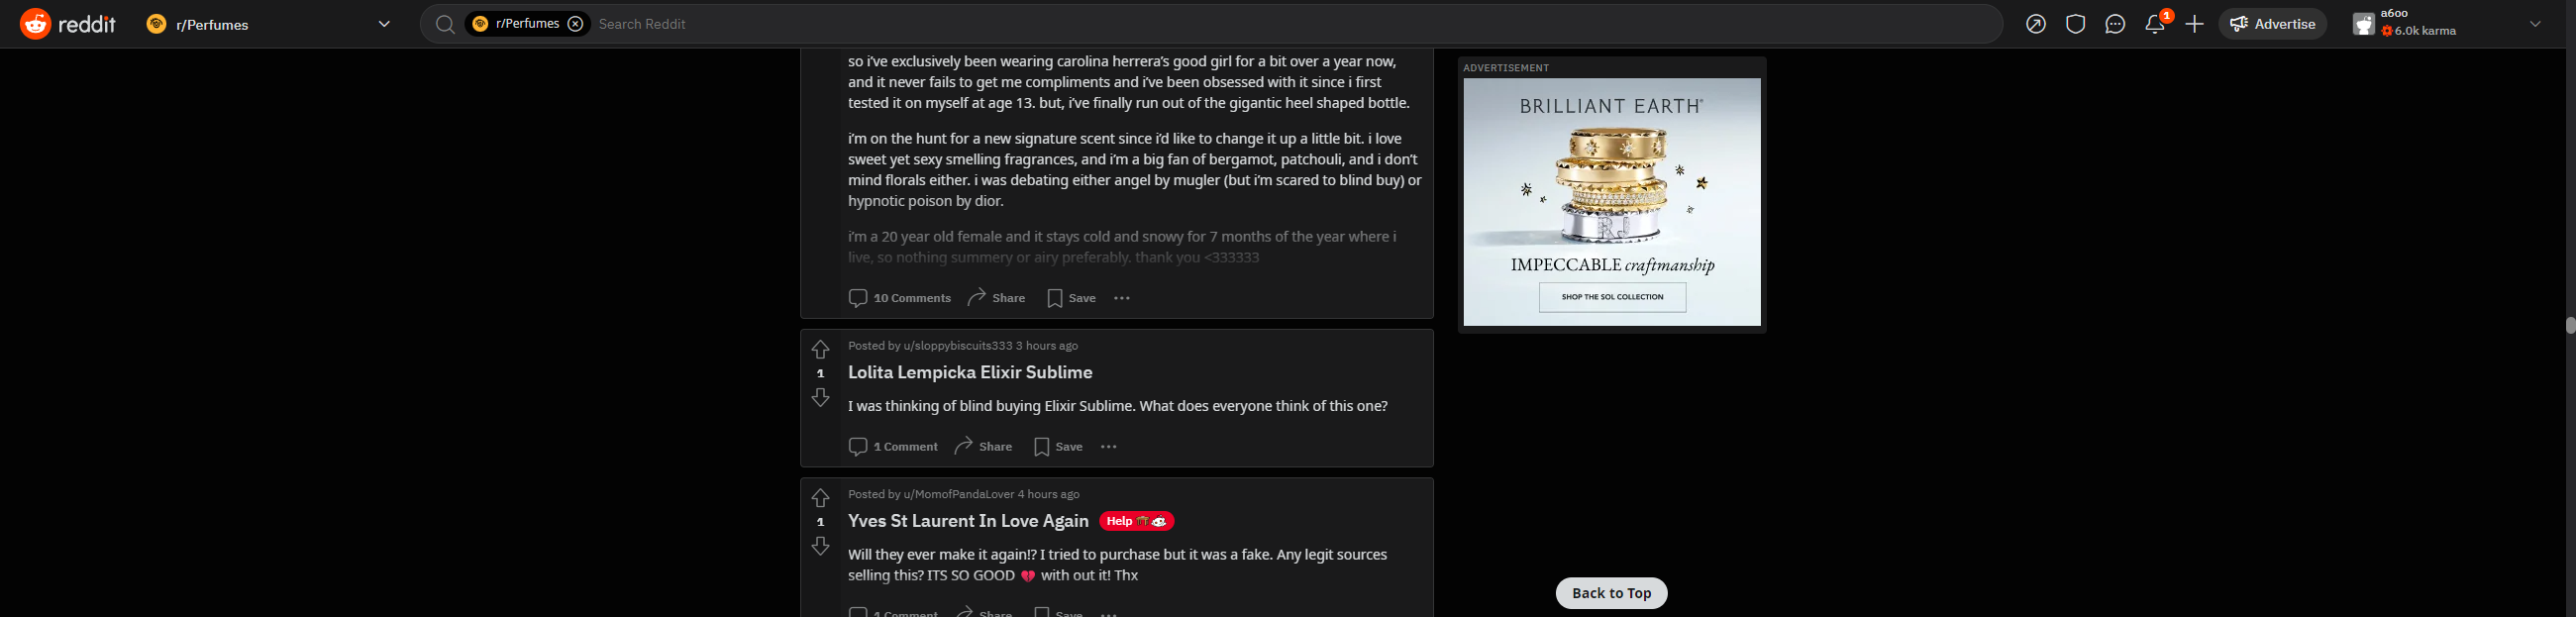 reddit
r/Perfumes
r/Perfumes
Search Reddit
1
Advertise
a6oo
6.0k karma
so i've exclusively been wearing carolina herrera's good girl for a bit over a year now,
and it never fails to get me compliments and i've been obsessed with it since i first
tested it on myself at age 13. but, i've finally run out of the gigantic heel shaped bottle.
i'm on the hunt for a new signature scent since i'd like to change it up a little bit. i love
sweet yet sexy smelling fragrances, and i'm a big fan of bergamot, patchouli, and i don't
mind florals either. i was debating either angel by mugler (but i'm scared to blind buy) or
hypnotic poison by dior.
i'm a 20 year old female and it stays cold and snowy for 7 months of the year where i
live, so nothing summery or airy preferably. thank you <333333
10 Comments
Share
Save
Posted by u/sloppybiscuits333 3 hours ago
1
Lolita Lempicka Elixir Sublime
I was thinking of blind buying Elixir Sublime. What does everyone think of this one?
1 Comment
Share
Save
Posted by u/MomofPandaLover 4 hours ago
1
Yves St Laurent In Love Again
Help
Will they ever make it again!? I tried to purchase but it was a fake. Any legit sources
selling this? ITS SO GOOD 💔 with out it! Thx
1 Comment
Share
Save
ADVERTISEMENT
BRILLIANT EARTH®
IMPECCABLE craftmanship
SHOP THE SOL COLLECTION
Back to Top